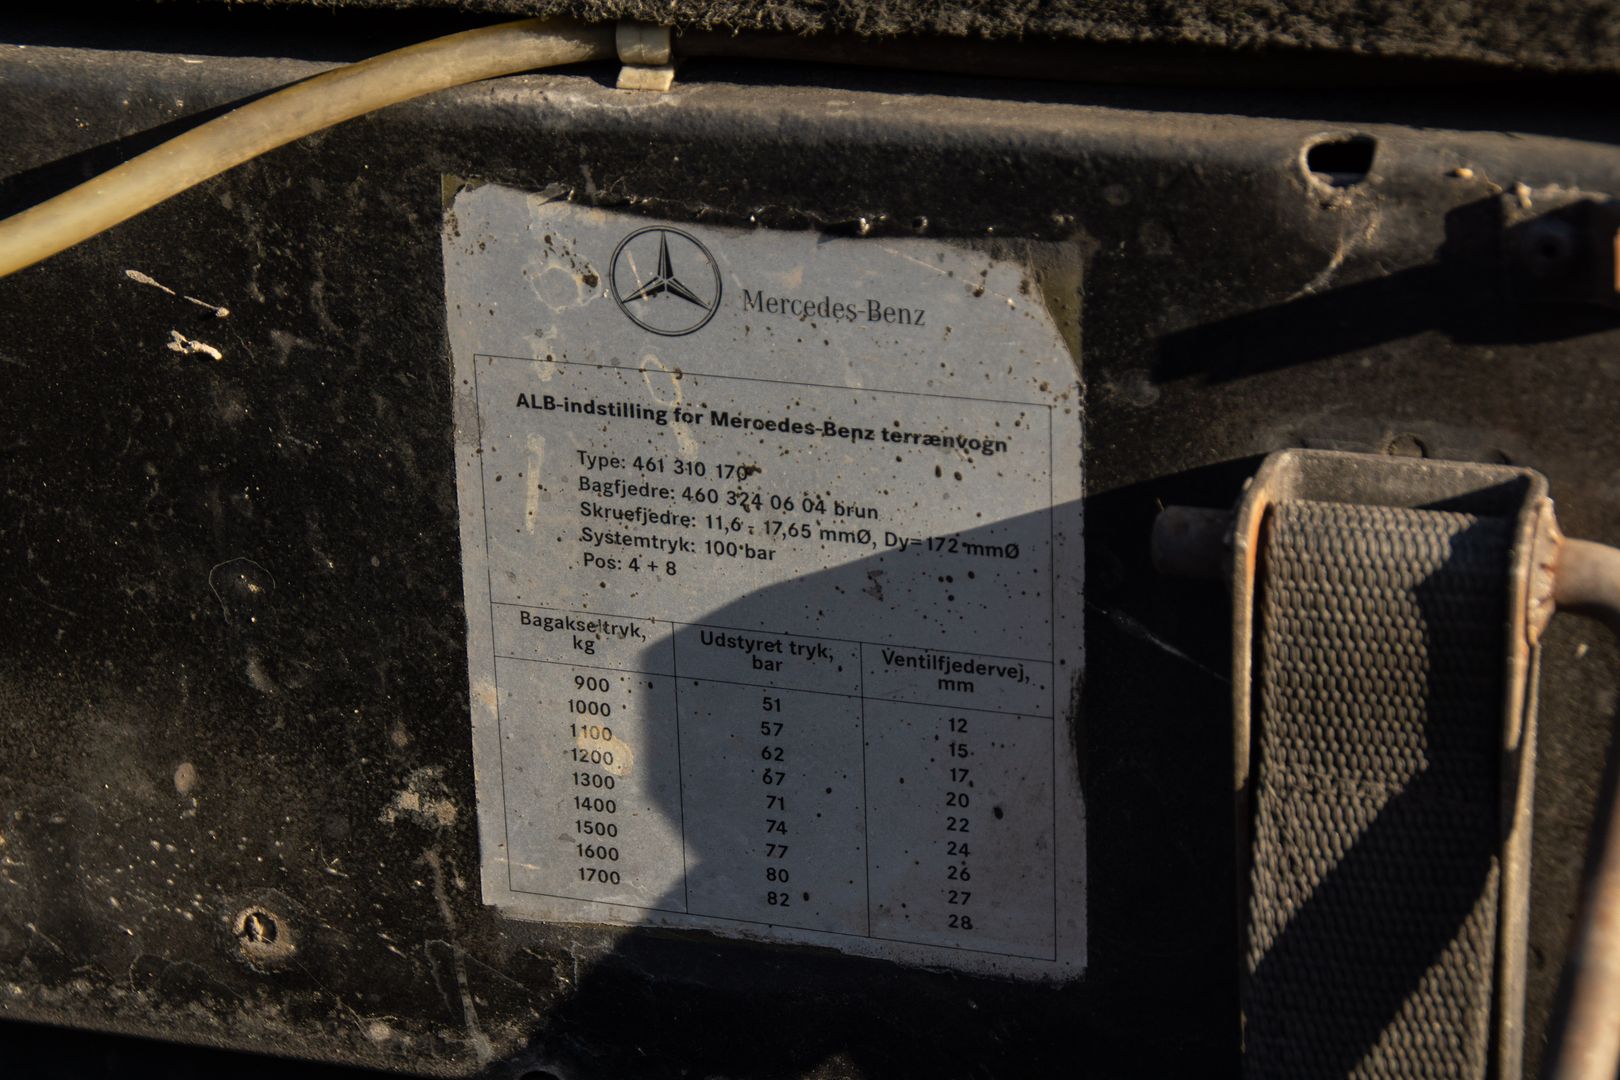 Mercedes-Benz
ALB-indstilling for Mercedes-Benz terrænvogn
Type: 461 310 170
Bagfjedre: 460 324 06 04 brun
Skruefjedre: 11,6 - 17,65 mmØ, Dy=172 mmØ
Systemtryk: 100 bar
Pos: 4 + 8
Bagakseltryk, kg Udstyret tryk, bar Ventilfjedervej, mm
900 51 12
1000 57 15
1100 62 17
1200 67 20
1300 71 22
1400 74 24
1500 77 26
1600 80 27
1700 82 28